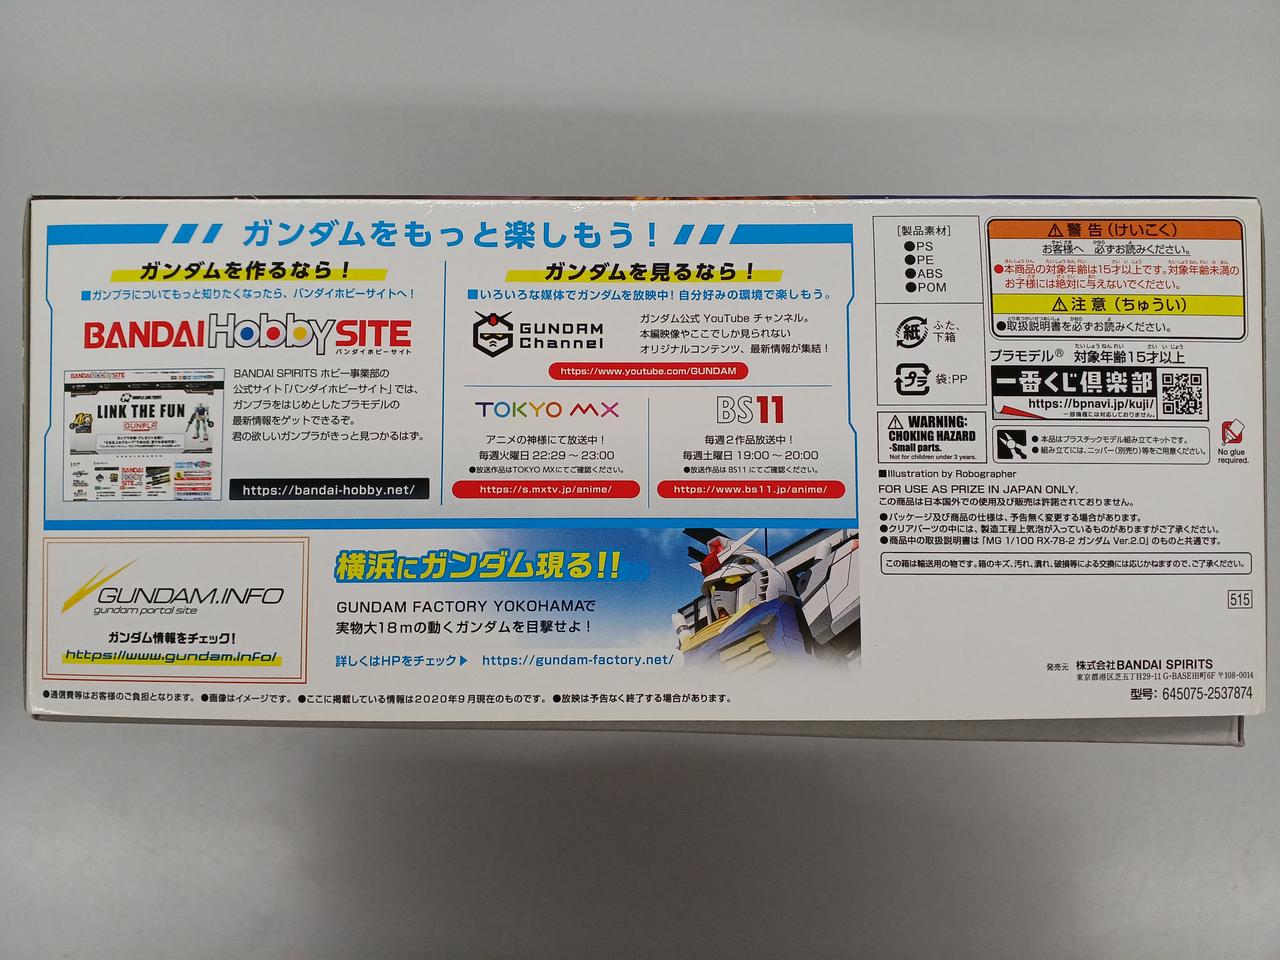 ガンダムをもっと楽しもう！
ガンダムを作るなら！
■ガンプラについてもっと知りたくなったら、バンダイホビーサイトへ！
BANDAI HobbySITE
バンダイホビーサイト
BANDAI HobbySITE
LINK THE FUN
GUNPLA
BANDAI SPIRITS ホビー事業部の
公式サイト「バンダイホビーサイト」では、
ガンプラをはじめとしたプラモデルの
最新情報をゲットできるぞ。
君の欲しいガンプラがきっと見つかるはず。
https://bandai-hobby.net/
ガンダムを見るなら！
■いろいろな媒体でガンダムを放映中！自分好みの環境で楽しもう。
GUNDAM
Channel
ガンダム公式 YouTube チャンネル。
本編映像やここでしか見られない
オリジナルコンテンツ、最新情報が集結！
https://www.youtube.com/GUNDAM
TOKYO MX
アニメの神様にて放送中！
毎週火曜日 22:29～23:00
●放送作品はTOKYO MXにてご確認ください。
https://s.mxtv.jp/anime/
BS11
毎週2作品放送中！
毎週土曜日 19:00～20:00
●放送作品は BS11 にてご確認ください。
https://www.bs11.jp/anime/
GUNDAM.INFO
gundam portal site
ガンダム情報をチェック！
https://www.gundam.info/
横浜にガンダム現る!!
GUNDAM FACTORY YOKOHAMAで
実物大18mの動くガンダムを目撃せよ！
詳しくはHPをチェック▶ https://gundam-factory.net/
●通信費等はお客様のご負担となります。●画像はイメージです。●ここに掲載している情報は2020年9月現在のものです。●放映は予告なく終了する場合があります。
［製品素材］
●PS
●PE
●ABS
●POM
紙
ふた、
下箱
プラ
袋:PP
⚠警告（けいこく）
お客様へ 必ずお読みください。
●本商品の対象年齢は15才以上です。対象年齢未満の
お子様には絶対に与えないでください。
⚠注意（ちゅうい）
●取扱説明書を必ずお読みください。
プラモデル® 対象年齢15才以上
一番くじ倶楽部
https://bpnavi.jp/kuji/
一部機種には対応しておりません。
⚠WARNING:
CHOKING HAZARD
-Small parts.
Not for children under 3 years.
●本品はプラスチックモデル組み立てキットです。
●組み立てには、ニッパー（別売り）等をご用意ください。
No glue
required.
■Illustration by Robographer
FOR USE AS PRIZE IN JAPAN ONLY.
この商品は日本国外での使用及び販売は許諾されておりません。
●パッケージ及び商品の仕様は、予告無く変更する場合があります。
●クリアパーツの中には、製造工程上気泡が入っているものがありますがご了承ください。
●商品中の取扱説明書は「MG 1/100 RX-78-2 ガンダム Ver.2.0」のものと共通です。
この箱は輸送用の物です。箱のキズ、汚れ、潰れ、破損等による交換には応じかねますので、ご了承ください。
515
発売元 株式会社BANDAI SPIRITS
東京都港区芝五丁目29-11 G-BASE田町6F 〒108-0014
型号：645075-2537874